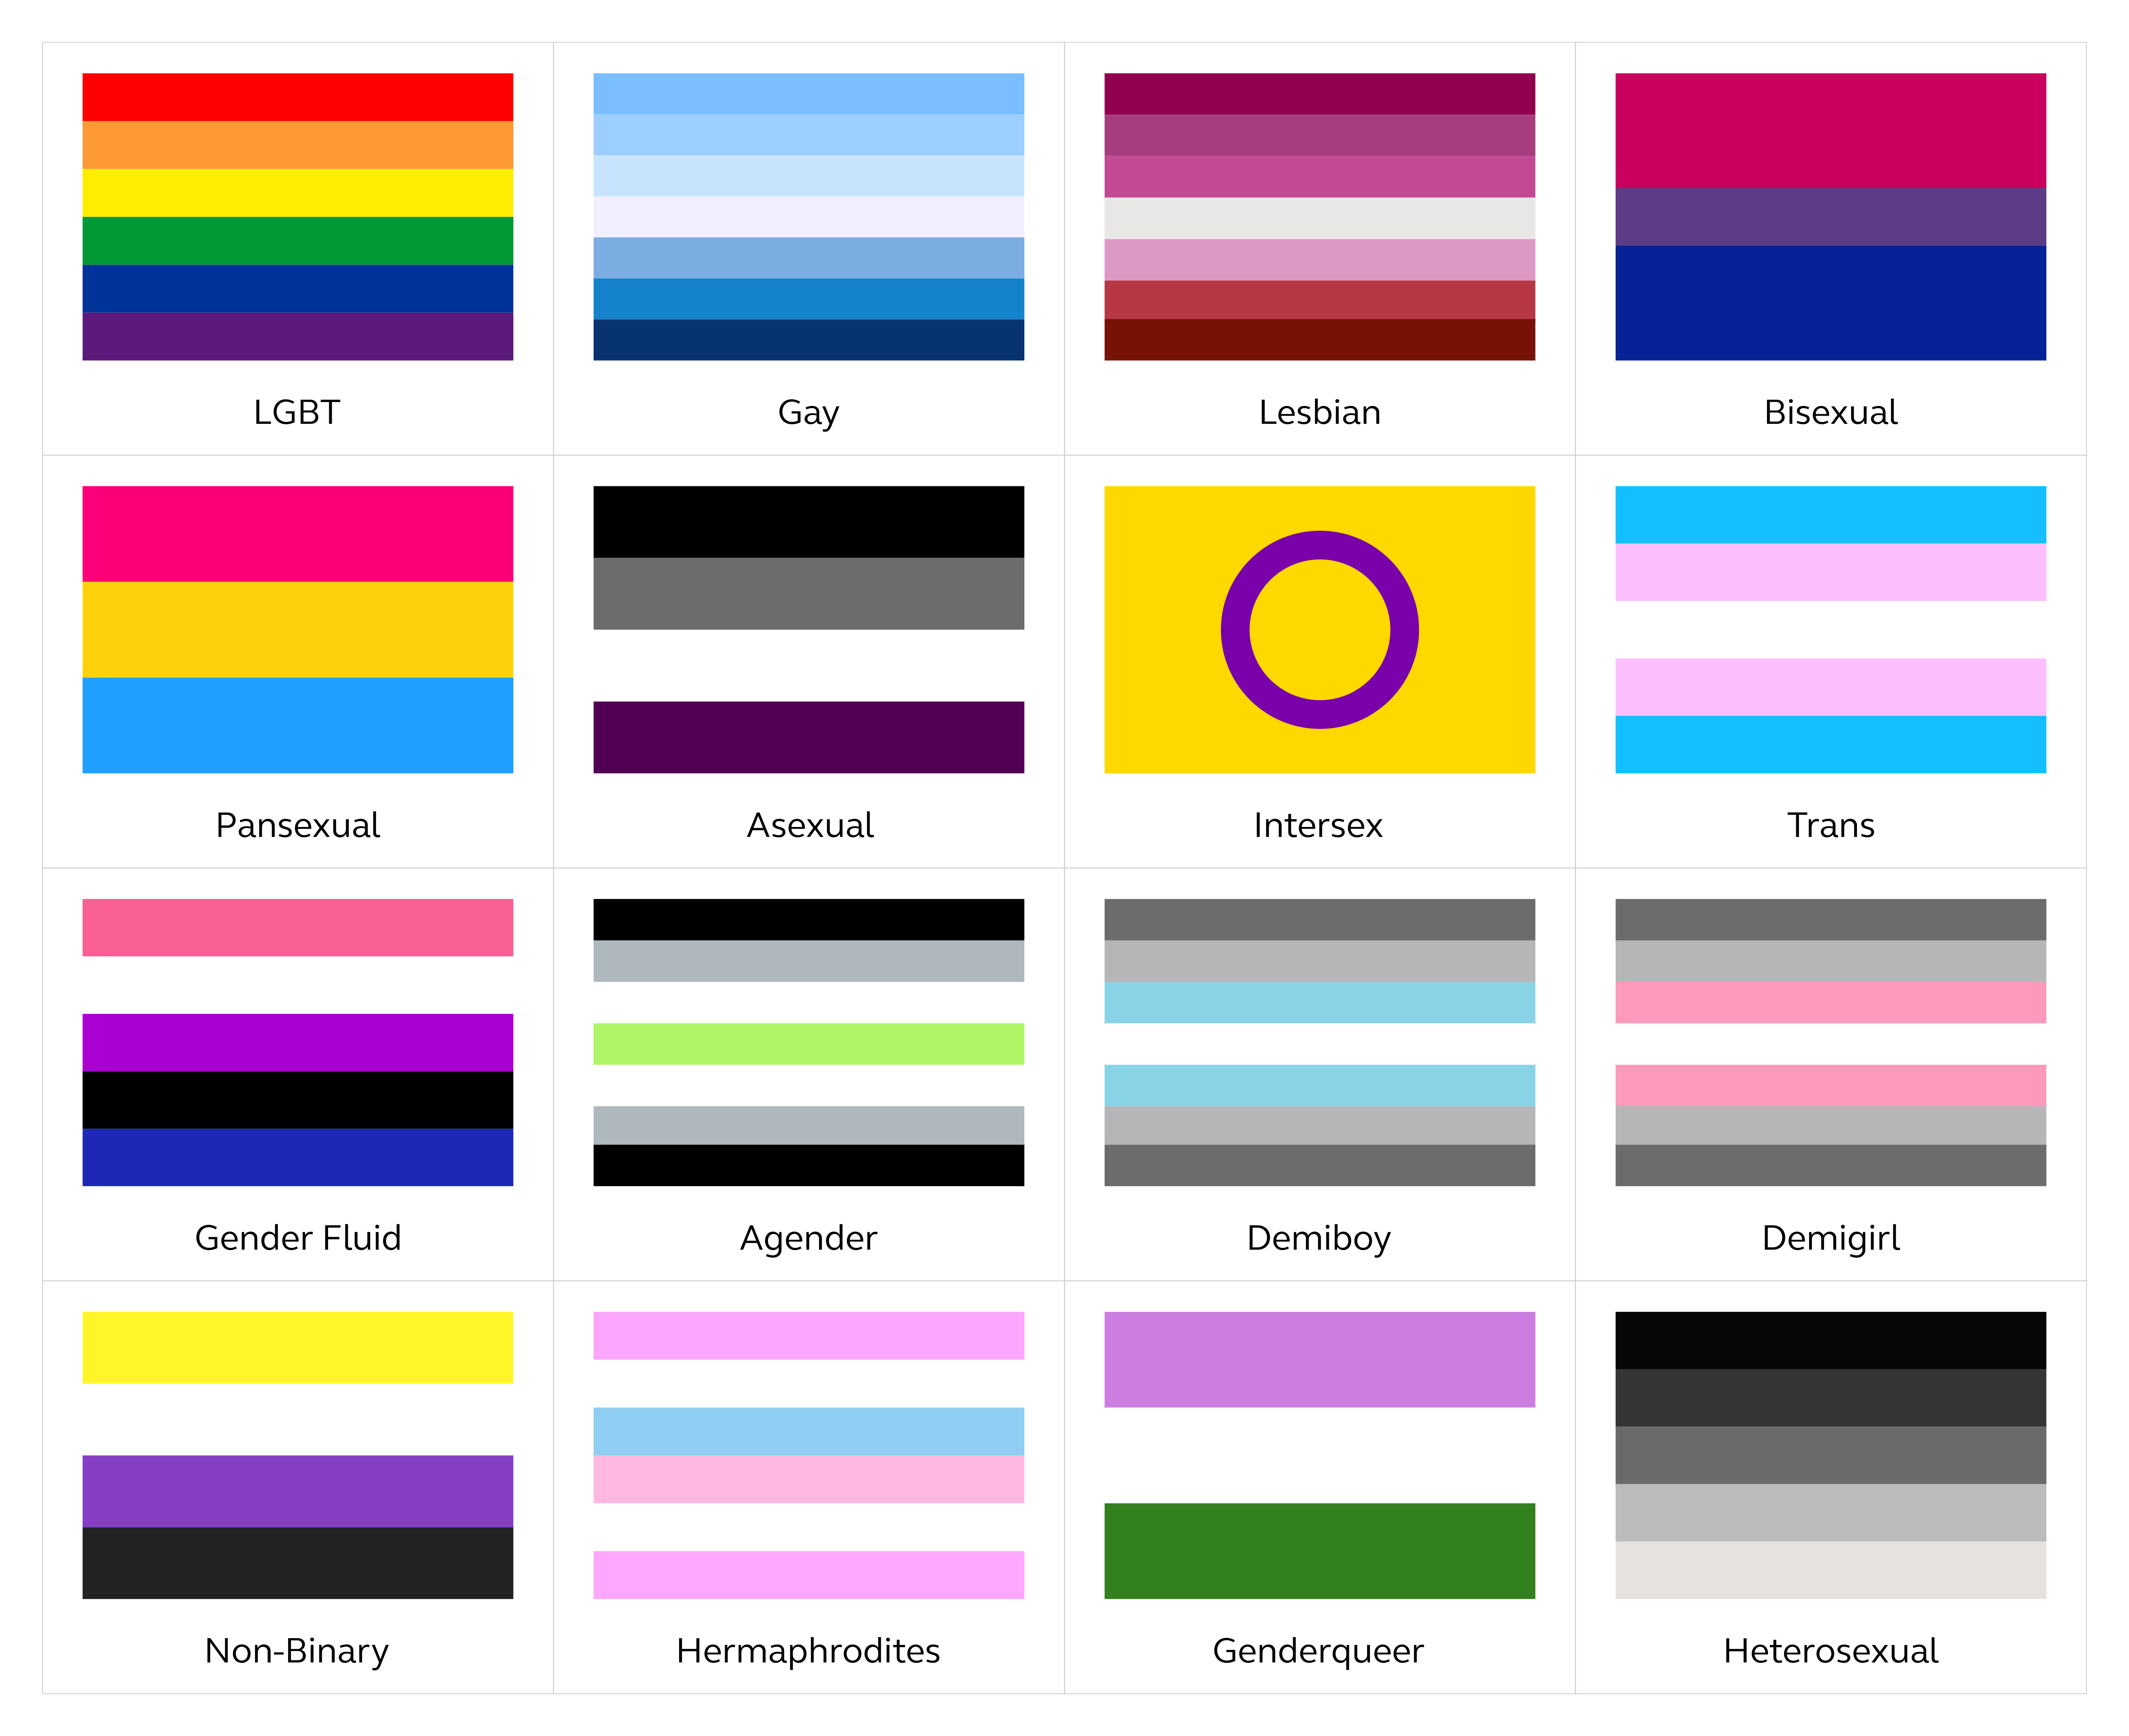 LGBT
Gay
Lesbian
Bisexual
Pansexual
Asexual
Intersex
Trans
Gender Fluid
Agender
Demiboy
Demigirl
Non-Binary
Hermaphrodites
Genderqueer
Heterosexual